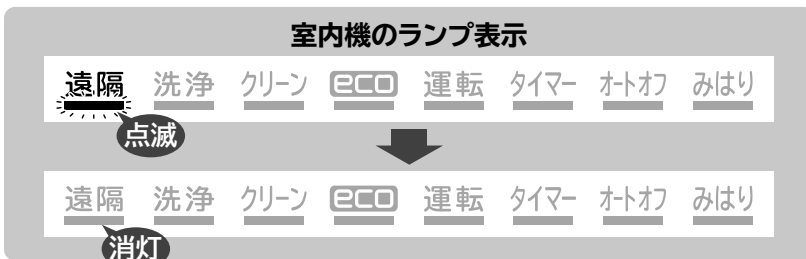 室内機のランプ表示
遠隔 洗浄 クリーン eco 運転 タイマー オートオフ みはり
点滅
遠隔 洗浄 クリーン eco 運転 タイマー オートオフ みはり
消灯